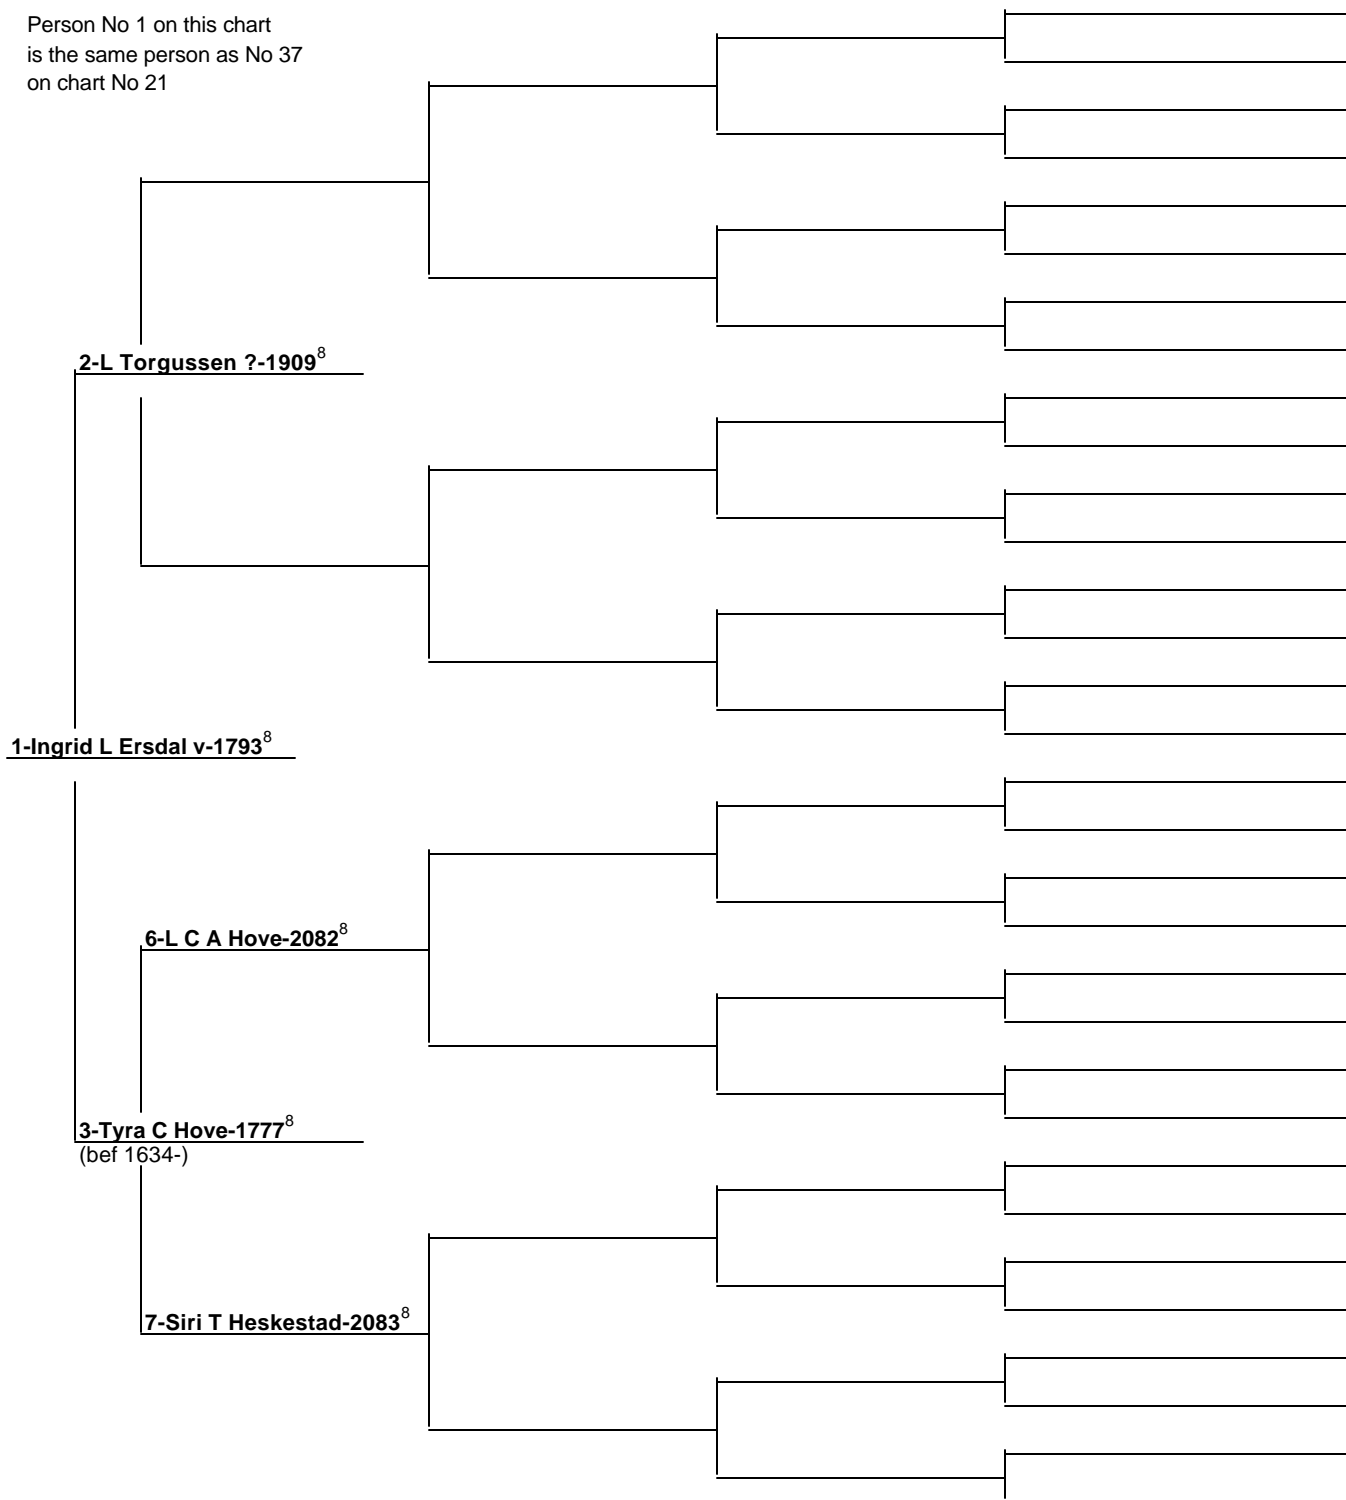 Person No 1 on this chart
is the same person as No 37
on chart No 21
2-L Torgussen ?-1909⁸
1-Ingrid L Ersdal v-1793⁸
6-L C A Hove-2082⁸
3-Tyra C Hove-1777⁸
(bef 1634-)
7-Siri T Heskestad-2083⁸